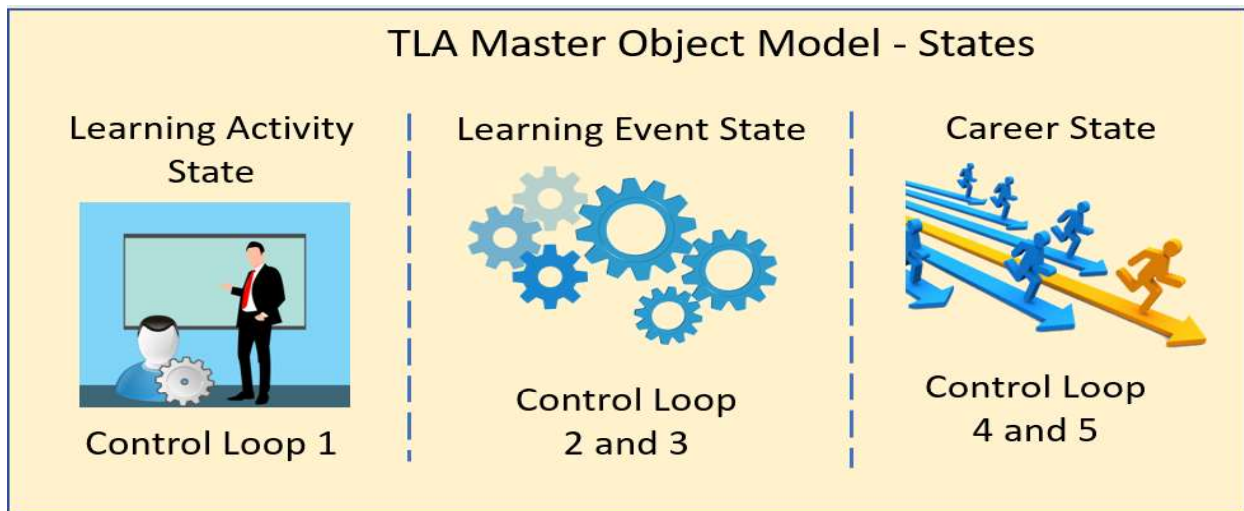 TLA Master Object Model - States
Learning Activity
State
Control Loop 1
Learning Event State
Control Loop
2 and 3
Career State
Control Loop
4 and 5